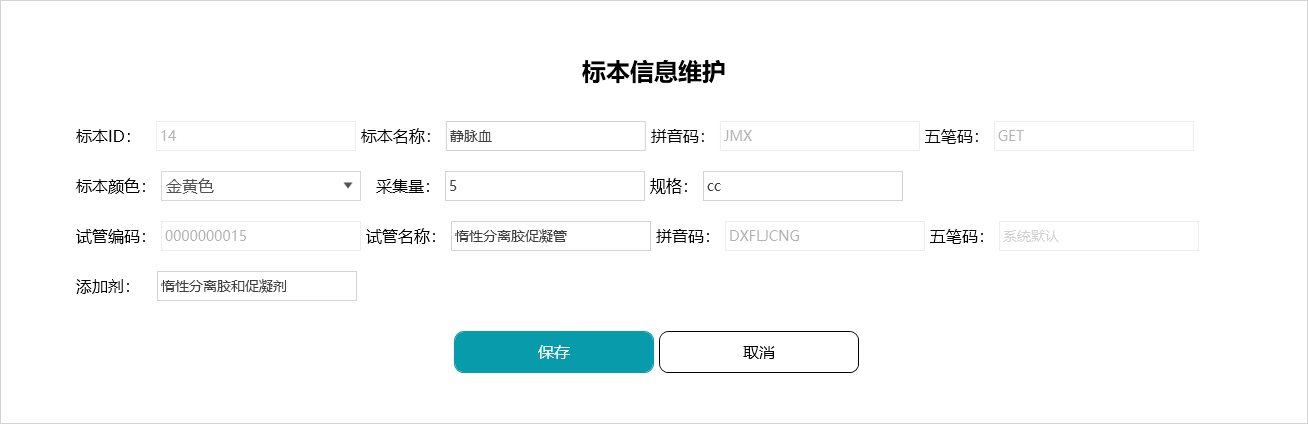 标本信息维护
标本ID： 14 标本名称： 静脉血 拼音码： JMX 五笔码： GET
标本颜色： 金黄色 采集量： 5 规格： cc
试管编码： 0000000015 试管名称： 惰性分离胶促凝管 拼音码： DXFLJCNG 五笔码： 系统默认
添加剂： 惰性分离胶和促凝剂
保存 取消